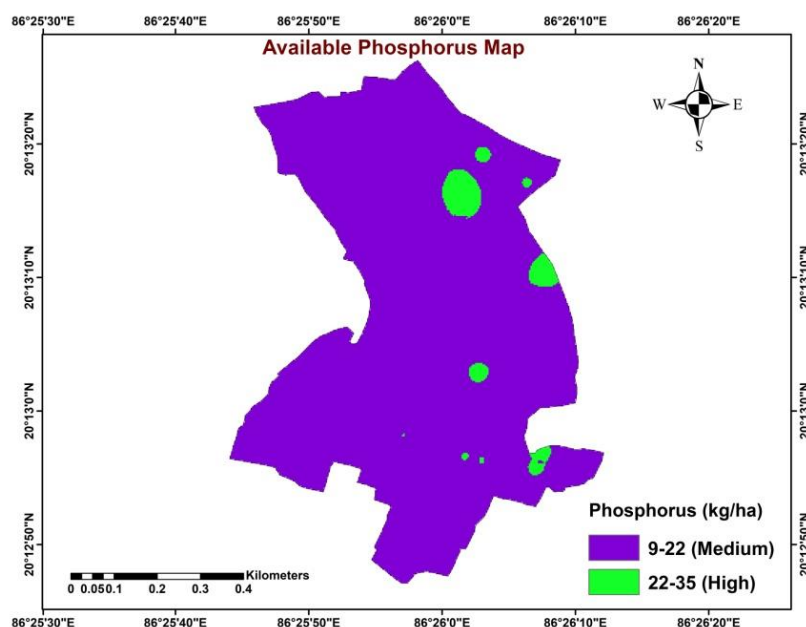 86°25'30"E 86°25'40"E 86°25'50"E 86°26'0"E 86°26'10"E 86°26'20"E
Available Phosphorus Map
N
W E
S
20°13'20"N 20°13'20"N
20°13'10"N 20°13'10"N
20°13'0"N 20°13'0"N
20°12'50"N 20°12'50"N
Phosphorus (kg/ha)
9-22 (Medium)
22-35 (High)
Kilometers
0 0.05 0.1 0.2 0.3 0.4
86°25'30"E 86°25'40"E 86°25'50"E 86°26'0"E 86°26'10"E 86°26'20"E